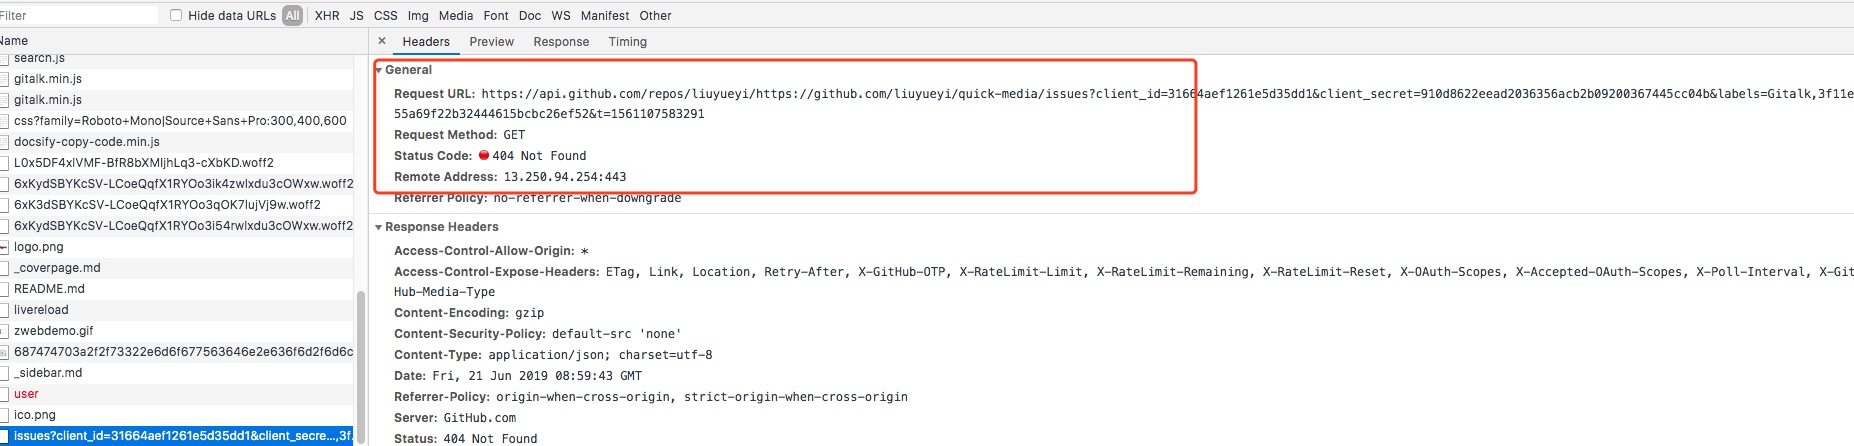 Filter
Hide data URLs All XHR JS CSS Img Media Font Doc WS Manifest Other
Name
search.js
gitalk.min.js
gitalk.min.js
css?family=Roboto+Mono|Source+Sans+Pro:300,400,600
docsify-copy-code.min.js
L0x5DF4xlVMF-BfR8bXMIjhLq3-cXbKD.woff2
6xKydSBYKcSV-LCoeQqfX1RYOo3ik4zwlxdu3cOWxw.woff2
6xK3dSBYKcSV-LCoeQqfX1RYOo3qOK7lujVj9w.woff2
6xKydSBYKcSV-LCoeQqfX1RYOo3i54rwlxdu3cOWxw.woff2
logo.png
_coverpage.md
README.md
livereload
zwebdemo.gif
687474703a2f2f73322e6d6f677563646e2e636f6d2f6d6c
_sidebar.md
user
ico.png
issues?client_id=31664aef1261e5d35dd1&client_secre...,3f.
× Headers Preview Response Timing
General
Request URL: https://api.github.com/repos/liuyueyi/https://github.com/liuyueyi/quick-media/issues?client_id=31664aef1261e5d35dd1&client_secret=910d8622eead2036356acb2b09200367445cc04b&labels=Gitalk,3f11e
55a69f22b32444615bcbc26ef52&t=1561107583291
Request Method: GET
Status Code: 404 Not Found
Remote Address: 13.250.94.254:443
Referrer Policy: no-referrer-when-downgrade
Response Headers
Access-Control-Allow-Origin: *
Access-Control-Expose-Headers: ETag, Link, Location, Retry-After, X-GitHub-OTP, X-RateLimit-Limit, X-RateLimit-Remaining, X-RateLimit-Reset, X-OAuth-Scopes, X-Accepted-OAuth-Scopes, X-Poll-Interval, X-Git
Hub-Media-Type
Content-Encoding: gzip
Content-Security-Policy: default-src 'none'
Content-Type: application/json; charset=utf-8
Date: Fri, 21 Jun 2019 08:59:43 GMT
Referrer-Policy: origin-when-cross-origin, strict-origin-when-cross-origin
Server: GitHub.com
Status: 404 Not Found